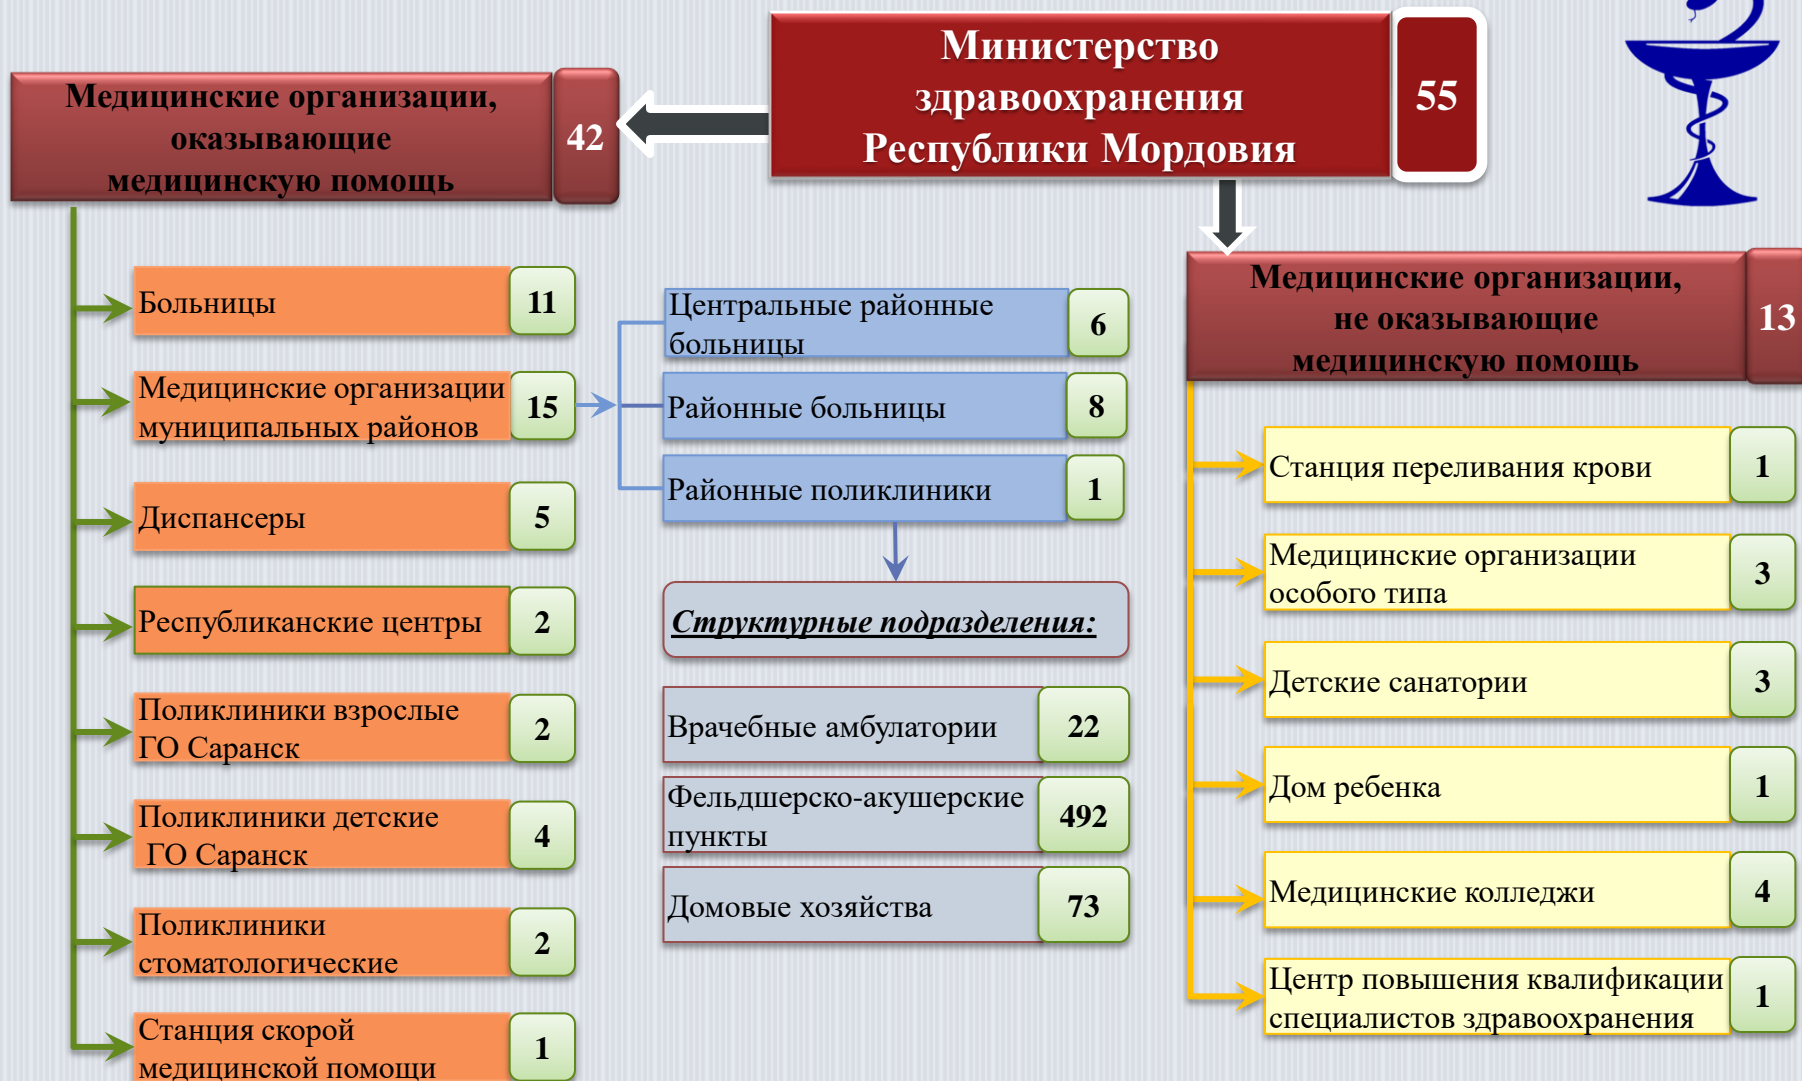 Министерство
здравоохранения
Республики Мордовия
55
Медицинские организации,
оказывающие
медицинскую помощь
42
Больницы
11
Медицинские организации
муниципальных районов
15
Диспансеры
5
Республиканские центры
2
Поликлиники взрослые
ГО Саранск
2
Поликлиники детские
ГО Саранск
4
Поликлиники
стоматологические
2
Станция скорой
медицинской помощи
1
Центральные районные
больницы
6
Районные больницы
8
Районные поликлиники
1
Структурные подразделения:
Врачебные амбулатории
22
Фельдшерско-акушерские
пункты
492
Домовые хозяйства
73
Медицинские организации,
не оказывающие
медицинскую помощь
13
Станция переливания крови
1
Медицинские организации
особого типа
3
Детские санатории
3
Дом ребенка
1
Медицинские колледжи
4
Центр повышения квалификации
специалистов здравоохранения
1